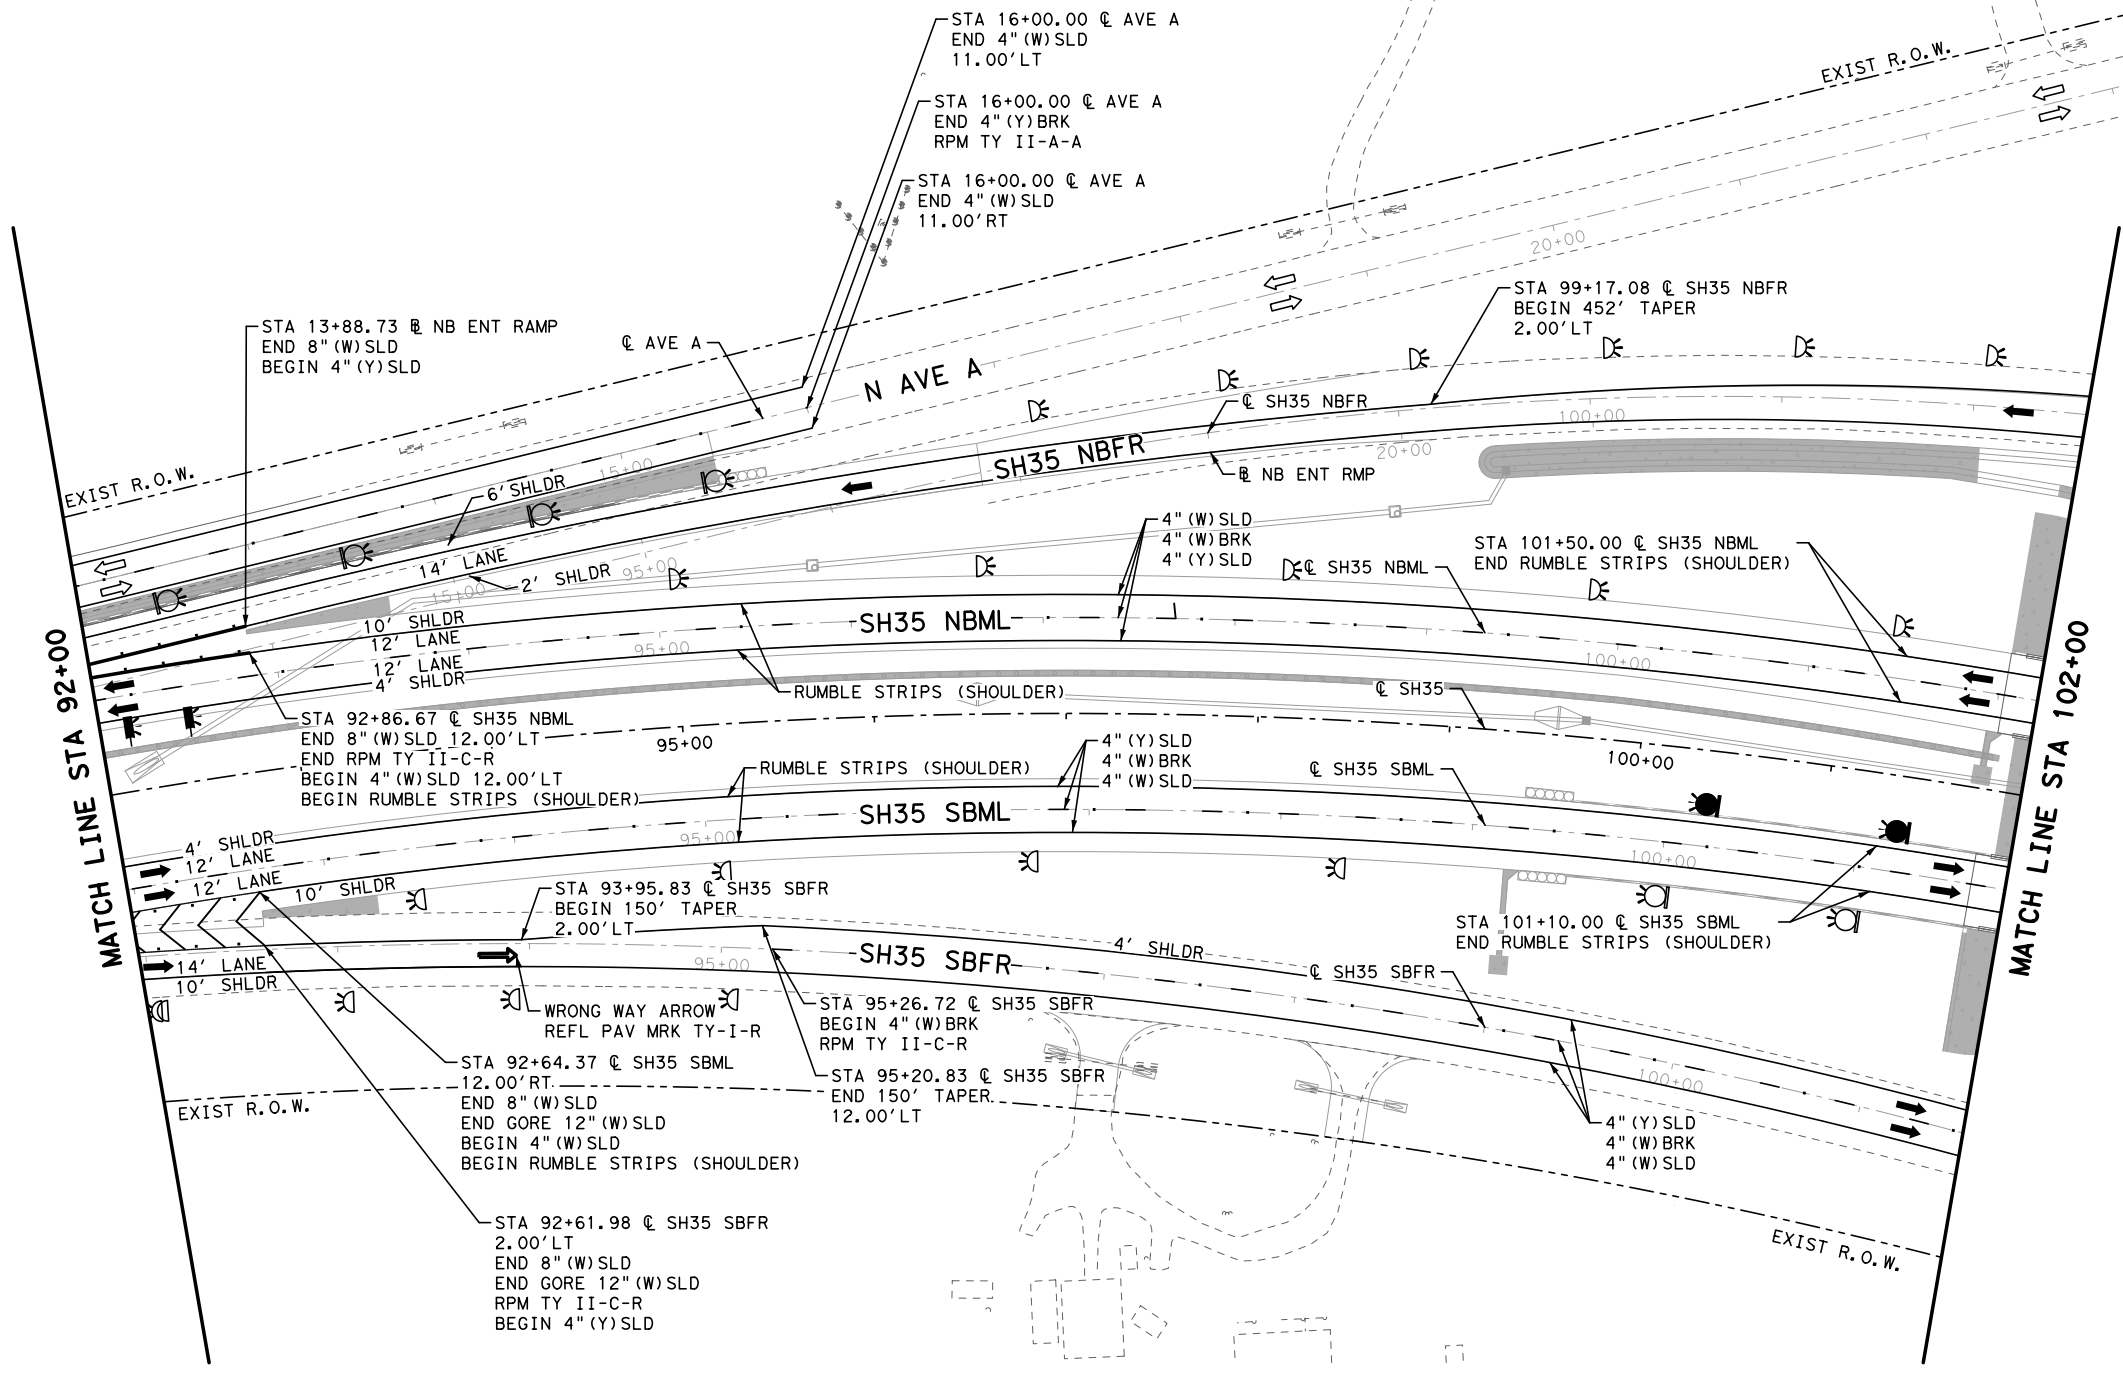 STA 16+00.00 ℄ AVE A
END 4"(W)SLD
11.00'LT
STA 16+00.00 ℄ AVE A
END 4"(Y)BRK
RPM TY II-A-A
STA 16+00.00 ℄ AVE A
END 4"(W)SLD
11.00'RT
EXIST R.O.W.
20+00
STA 99+17.08 ℄ SH35 NBFR
BEGIN 452' TAPER
2.00'LT
STA 13+88.73 ⅊ NB ENT RAMP
END 8"(W)SLD
BEGIN 4"(Y)SLD
℄ AVE A
N AVE A
℄ SH35 NBFR
100+00
20+00
SH35 NBFR
⅊ NB ENT RMP
EXIST R.O.W.
15+00
6' SHLDR
14' LANE
2' SHLDR
95+00
15+00
4"(W)SLD
4"(W)BRK
4"(Y)SLD
STA 101+50.00 ℄ SH35 NBML
END RUMBLE STRIPS (SHOULDER)
℄ SH35 NBML
10' SHLDR
12' LANE
12' LANE
4' SHLDR
SH35 NBML
95+00
100+00
MATCH LINE STA 92+00
MATCH LINE STA 102+00
RUMBLE STRIPS (SHOULDER)
℄ SH35
STA 92+86.67 ℄ SH35 NBML
END 8"(W)SLD 12.00'LT
END RPM TY II-C-R
BEGIN 4"(W)SLD 12.00'LT
BEGIN RUMBLE STRIPS (SHOULDER)
95+00
100+00
RUMBLE STRIPS (SHOULDER)
4"(Y)SLD
4"(W)BRK
4"(W)SLD
℄ SH35 SBML
SH35 SBML
95+00
100+00
4' SHLDR
12' LANE
12' LANE
10' SHLDR
STA 93+95.83 ℄ SH35 SBFR
BEGIN 150' TAPER
2.00'LT
STA 101+10.00 ℄ SH35 SBML
END RUMBLE STRIPS (SHOULDER)
4' SHLDR
SH35 SBFR
95+00
℄ SH35 SBFR
14' LANE
10' SHLDR
WRONG WAY ARROW
REFL PAV MRK TY-I-R
STA 95+26.72 ℄ SH35 SBFR
BEGIN 4"(W)BRK
RPM TY II-C-R
STA 92+64.37 ℄ SH35 SBML
12.00'RT
END 8"(W)SLD
END GORE 12"(W)SLD
BEGIN 4"(W)SLD
BEGIN RUMBLE STRIPS (SHOULDER)
STA 95+20.83 ℄ SH35 SBFR
END 150' TAPER
12.00'LT
100+00
EXIST R.O.W.
4"(Y)SLD
4"(W)BRK
4"(W)SLD
STA 92+61.98 ℄ SH35 SBFR
2.00'LT
END 8"(W)SLD
END GORE 12"(W)SLD
RPM TY II-C-R
BEGIN 4"(Y)SLD
EXIST R.O.W.